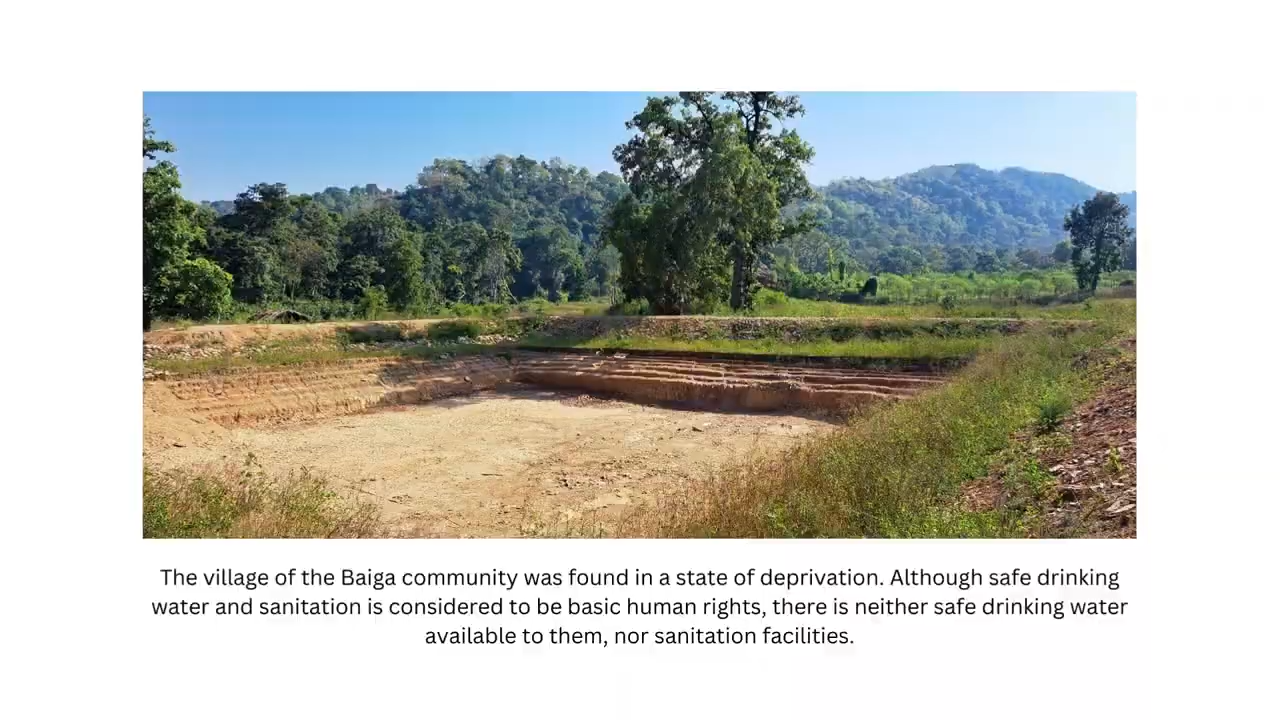 The village of the Baiga community was found in a state of deprivation. Although safe drinking
water and sanitation is considered to be basic human rights, there is neither safe drinking water
available to them, nor sanitation facilities.